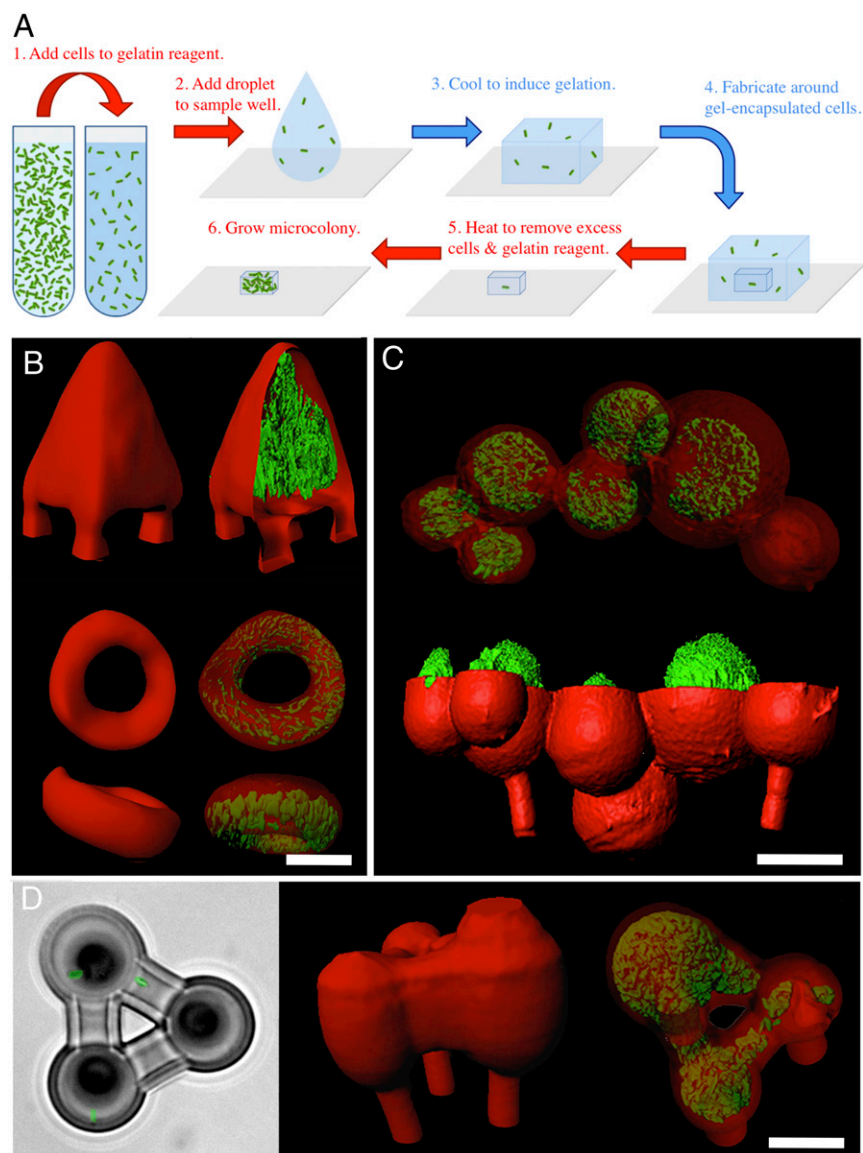 A
1. Add cells to gelatin reagent.
2. Add droplet
to sample well.
3. Cool to induce gelation.
4. Fabricate around
gel-encapsulated cells.
6. Grow microcolony.
5. Heat to remove excess
cells & gelatin reagent.
B
C
D